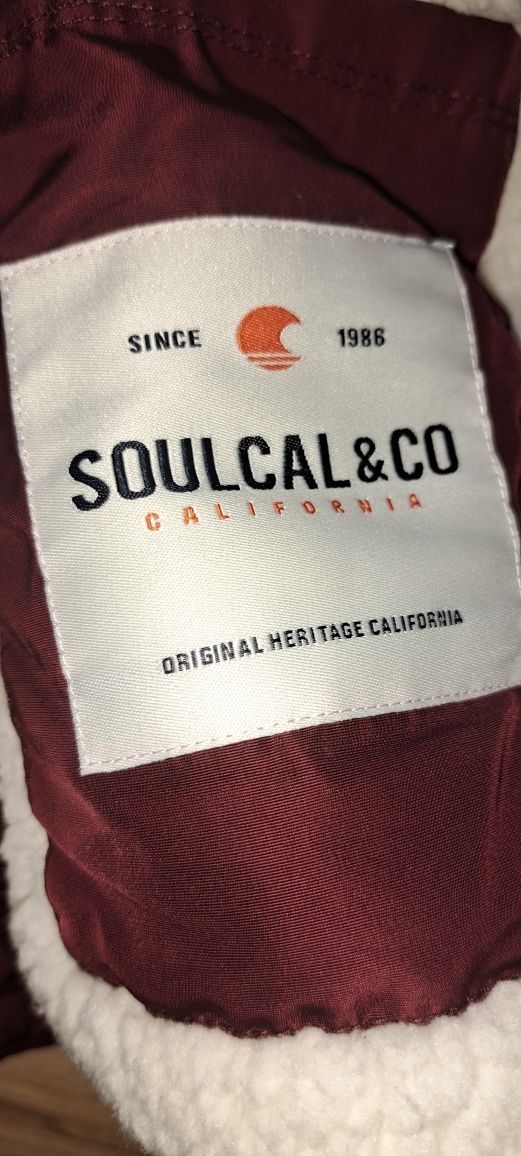 SINCE 1986
SOULCAL&CO
CALIFORNIA
ORIGINAL HERITAGE CALIFORNIA